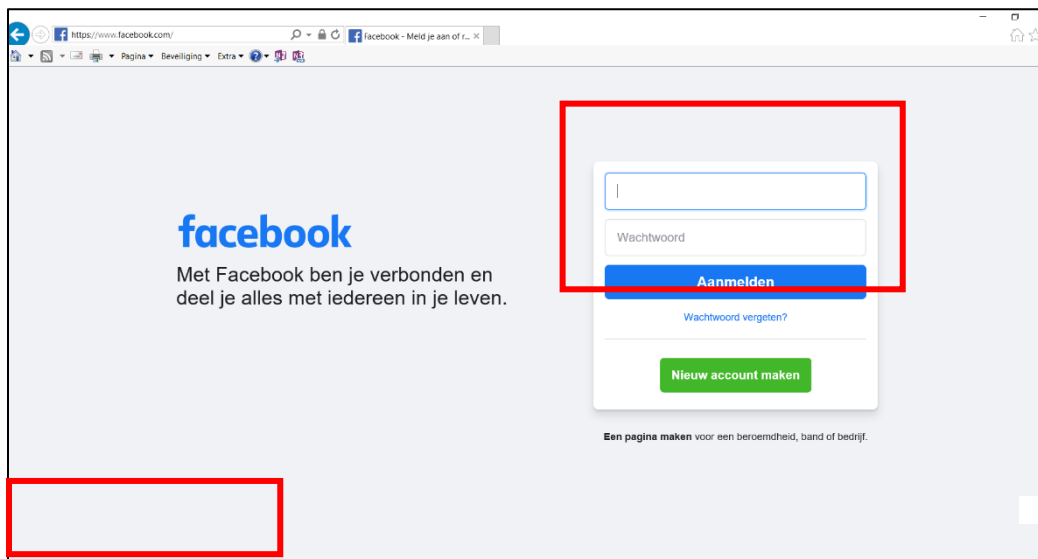 https://www.facebook.com/
facebook - Meld je aan of r...
Pagina Beveiliging Extra
facebook
Met Facebook ben je verbonden en
deel je alles met iedereen in je leven.
Wachtwoord
Aanmelden
Wachtwoord vergeten?
Nieuw account maken
Een pagina maken voor een beroemdheid, band of bedrijf.